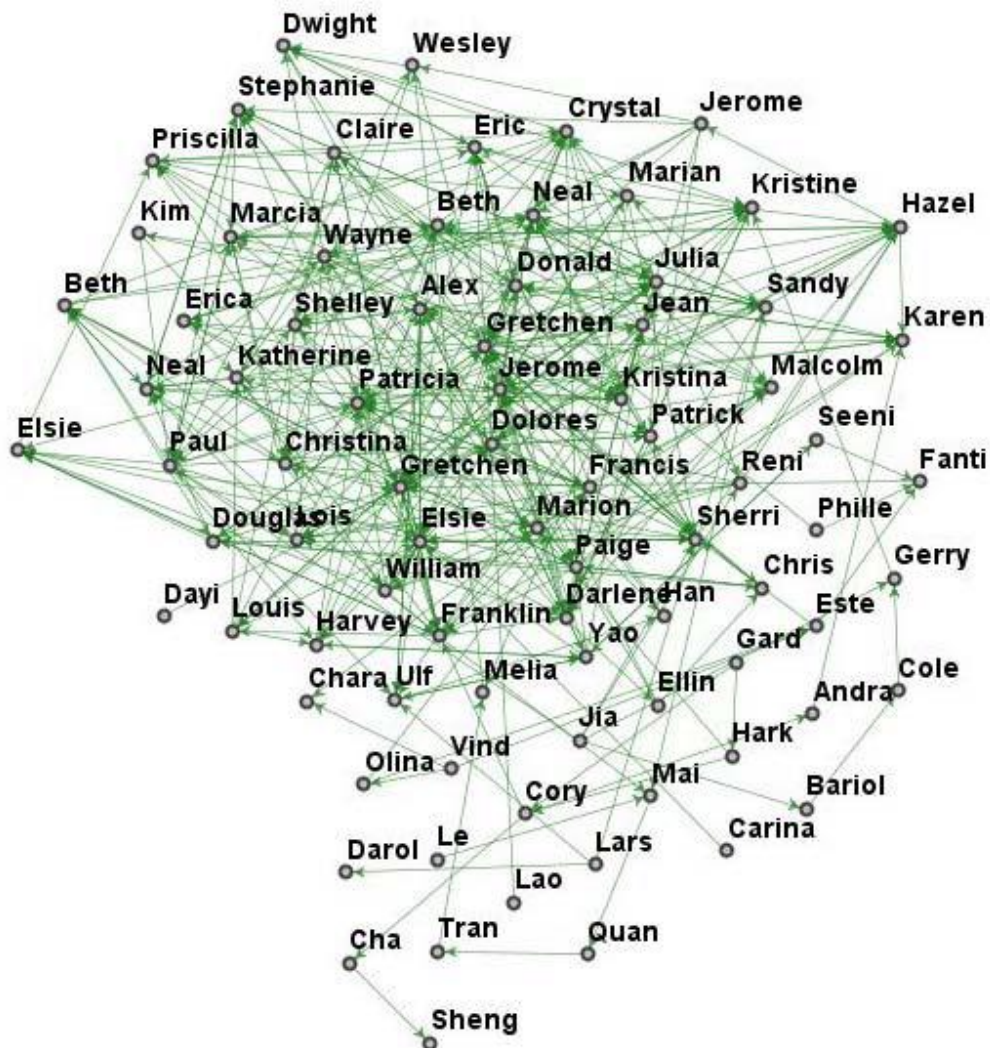 Dwight
Wesley
Stephanie
Crystal
Jerome
Priscilla
Claire
Eric
Marian
Kristine
Kim
Marcia
Beth
Neal
Hazel
Wayne
Beth
Erica
Shelley
Alex
Donald
Julia
Sandy
Gretchen
Jean
Karen
Neal
Katherine
Patricia
Jerome
Kristina
Malcolm
Elsie
Paul
Christina
Dolores
Patrick
Seeni
Gretchen
Francis
Reni
Fanti
Douglas
Lois
Elsie
Marion
Sherri
Phille
Paige
William
Chris
Gerry
Dayi
Louis
Harvey
Franklin
Darlene
Han
Este
Yao
Gard
Chara
Ulf
Melia
Ellin
Andra
Cole
Jia
Hark
Olina
Vind
Cory
Mai
Bariol
Darol
Le
Lars
Carina
Lao
Cha
Tran
Quan
Sheng